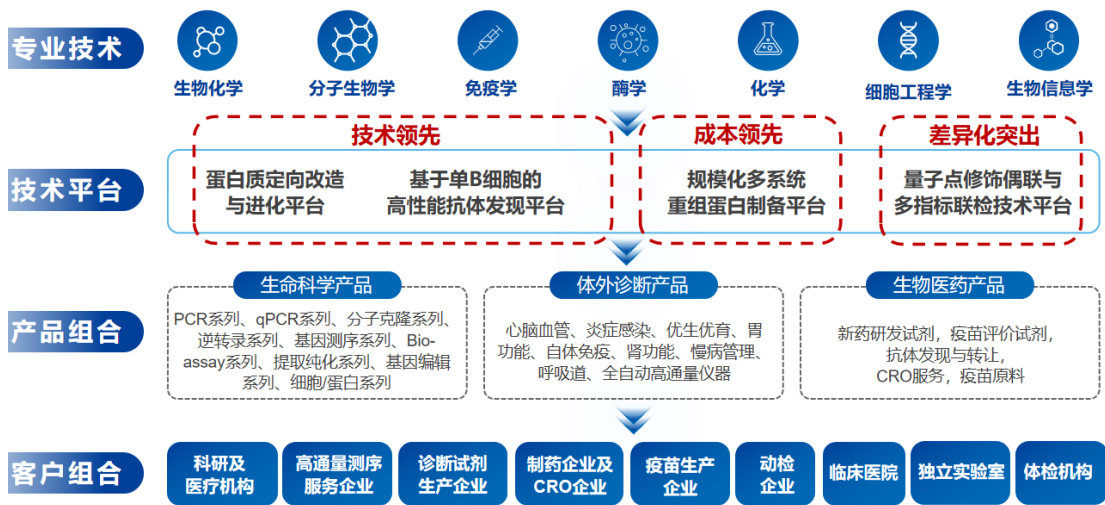 专业技术
生物化学
分子生物学
免疫学
酶学
化学
细胞工程学
生物信息学
技术领先
成本领先
差异化突出
技术平台
蛋白质定向改造
与进化平台
基于单B细胞的
高性能抗体发现平台
规模化多系统
重组蛋白制备平台
量子点修饰偶联与
多指标联检技术平台
产品组合
生命科学产品
PCR系列、qPCR系列、分子克隆系列、
逆转录系列、基因测序系列、Bio-
assay系列、提取纯化系列、基因编辑
系列、细胞/蛋白系列
体外诊断产品
心脑血管、炎症感染、优生优育、胃
功能、自体免疫、肾功能、慢病管理、
呼吸道、全自动高通量仪器
生物医药产品
新药研发试剂，疫苗评价试剂，
抗体发现与转让，
CRO服务，疫苗原料
客户组合
科研及
医疗机构
高通量测序
服务企业
诊断试剂
生产企业
制药企业及
CRO企业
疫苗生产
企业
动检
企业
临床医院
独立实验室
体检机构